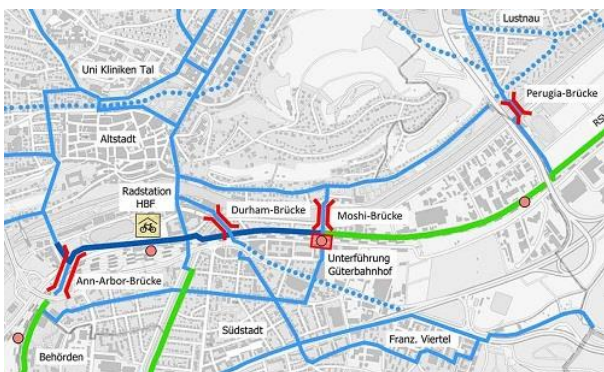 Lustnau
Uni Kliniken Tal
Perugia-Brücke
Altstadt
Radstation
HBF
Durham-Brücke
Moshi-Brücke
Unterführung
Güterbahnhof
Ann-Arbor-Brücke
Südstadt
Franz. Viertel
Behörden